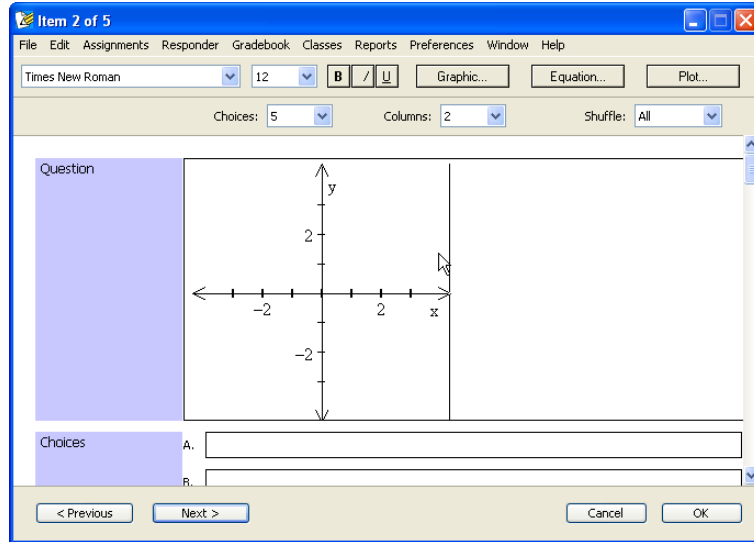 Item 2 of 5
File Edit Assignments Responder Gradebook Classes Reports Preferences Window Help
Times New Roman 12 B I U Graphic... Equation... Plot...
Choices: 5 Columns: 2 Shuffle: All
Question
y
2
−2 2 x
−2
Choices A.
B.
< Previous Next > Cancel OK